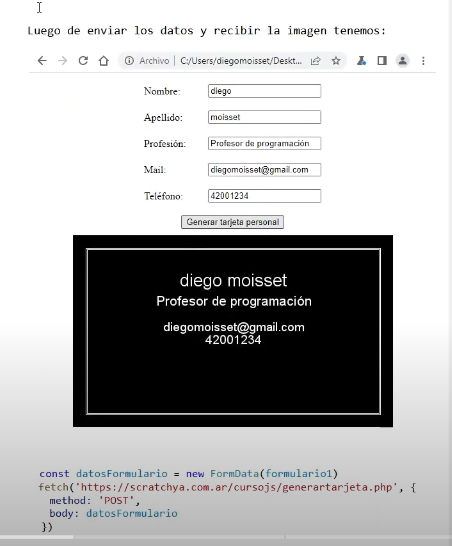 Luego de enviar los datos y recibir la imagen tenemos:
Archivo | C:/Users/diegomoisset/Deskt...
Nombre: diego
Apellido: moisset
Profesión: Profesor de programación
Mail: diegomoisset@gmail.com
Teléfono: 42001234
Generar tarjeta personal
diego moisset
Profesor de programación
diegomoisset@gmail.com
42001234
const datosFormulario = new FormData(formulario1)
fetch('https://scratchya.com.ar/cursojs/generartarjeta.php', {
method: 'POST',
body: datosFormulario
})